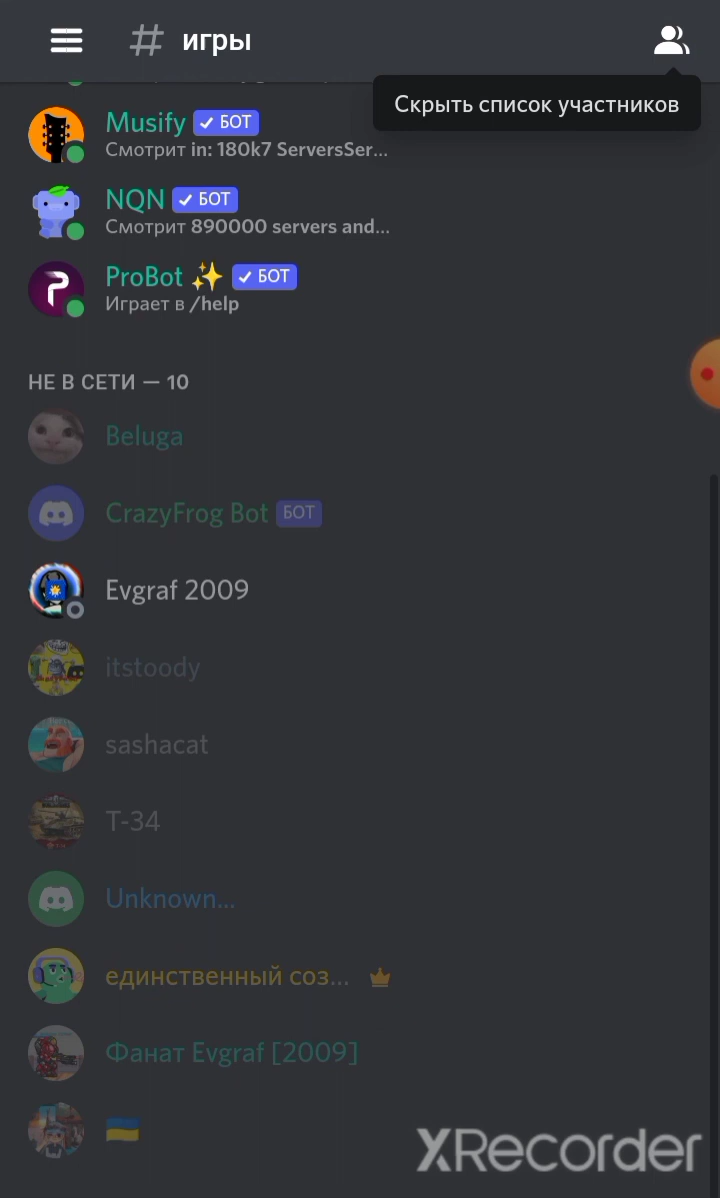 # игры
Скрыть список участников
Musify ✓ БОТ
Смотрит in: 180k7 ServersSer...
NQN ✓ БОТ
Смотрит 890000 servers and...
ProBot ✨ ✓ БОТ
Играет в /help
НЕ В СЕТИ — 10
Beluga
CrazyFrog Bot БОТ
Evgraf 2009
itstoody
sashacat
T-34
Unknown...
единственный соз...
Фанат Evgraf [2009]
🇺🇦
XRecorder